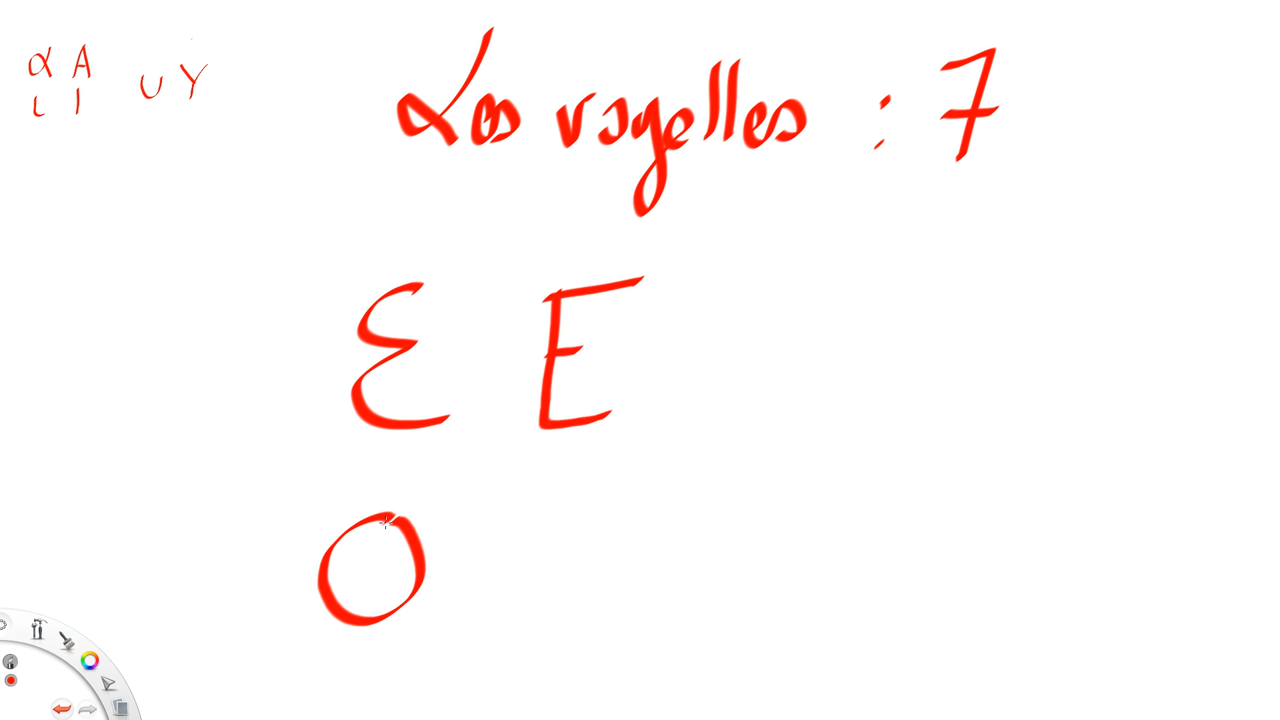 Les voyelles : 7
α Α
ι Ι
υ Υ
ε Ε
ο